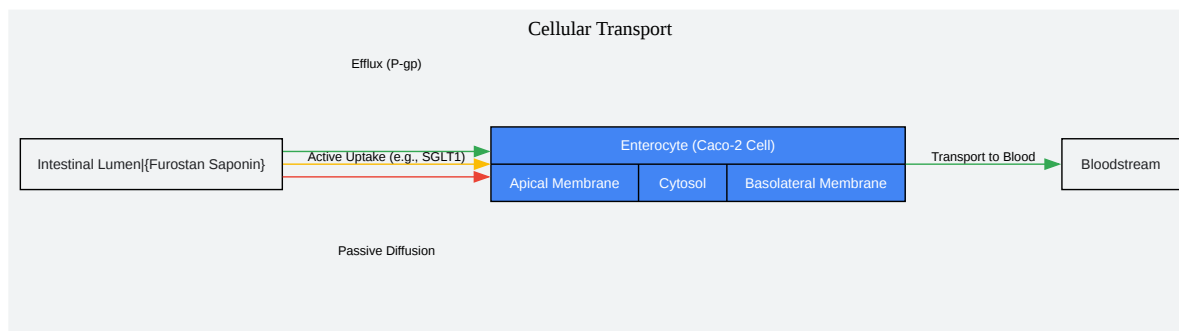 Cellular Transport
Efflux (P-gp)
Intestinal Lumen|{Furostan Saponin}
Active Uptake (e.g., SGLT1)
Enterocyte (Caco-2 Cell)
Apical Membrane
Cytosol
Basolateral Membrane
Transport to Blood
Bloodstream
Passive Diffusion